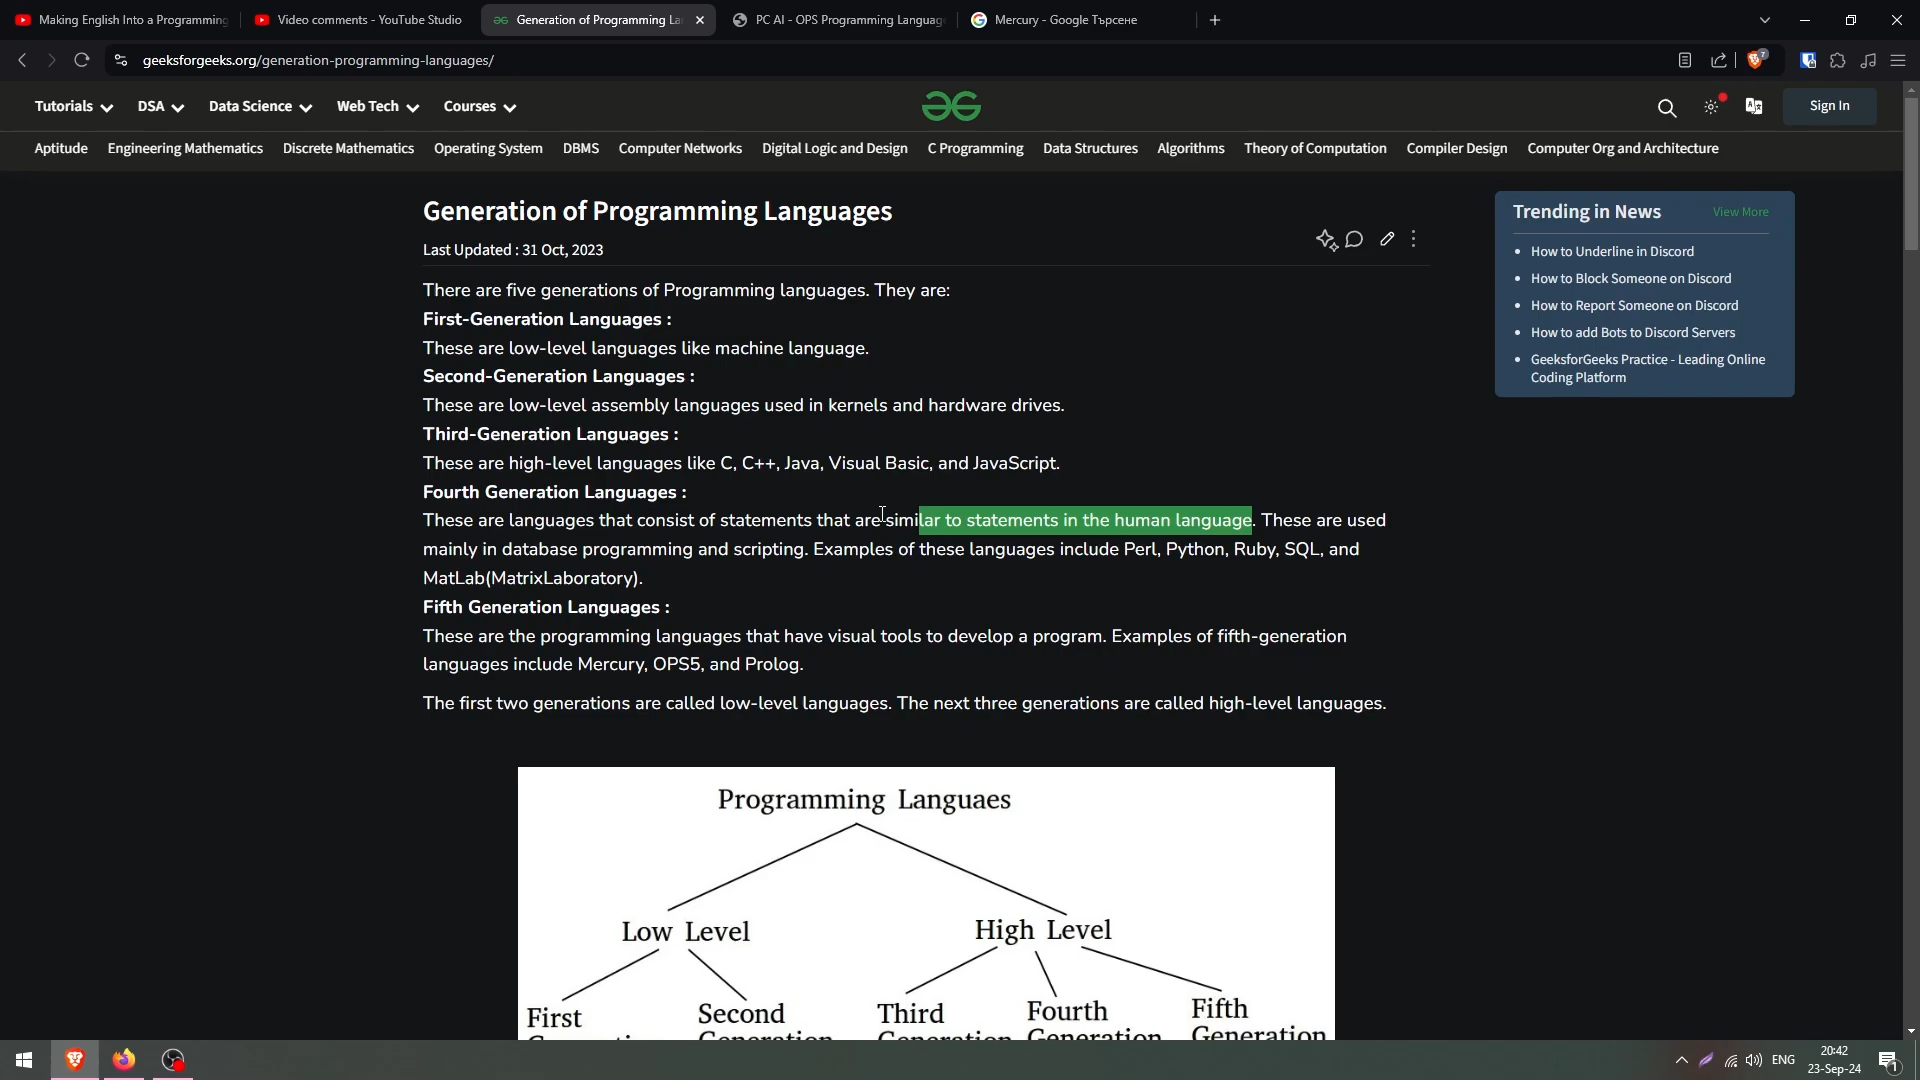 Making English Into a Programming
Video comments - YouTube Studio
Generation of Programming La
PC AI - OPS Programming Language
Mercury - Google Търсене
geeksforgeeks.org/generation-programming-languages/
7
Tutorials
DSA
Data Science
Web Tech
Courses
Sign In
Aptitude
Engineering Mathematics
Discrete Mathematics
Operating System
DBMS
Computer Networks
Digital Logic and Design
C Programming
Data Structures
Algorithms
Theory of Computation
Compiler Design
Computer Org and Architecture
Generation of Programming Languages
Last Updated : 31 Oct, 2023
There are five generations of Programming languages. They are:
First-Generation Languages :
These are low-level languages like machine language.
Second-Generation Languages :
These are low-level assembly languages used in kernels and hardware drives.
Third-Generation Languages :
These are high-level languages like C, C++, Java, Visual Basic, and JavaScript.
Fourth Generation Languages :
These are languages that consist of statements that are similar to statements in the human language. These are used
mainly in database programming and scripting. Examples of these languages include Perl, Python, Ruby, SQL, and
MatLab(MatrixLaboratory).
Fifth Generation Languages :
These are the programming languages that have visual tools to develop a program. Examples of fifth-generation
languages include Mercury, OPS5, and Prolog.
The first two generations are called low-level languages. The next three generations are called high-level languages.
Trending in News
View More
How to Underline in Discord
How to Block Someone on Discord
How to Report Someone on Discord
How to add Bots to Discord Servers
GeeksforGeeks Practice - Leading Online
Coding Platform
Programming Languaes
Low Level
High Level
First
Second
Third
Fourth
Fifth
Generation
Generation
Generation
Generation
ENG
20:42
23-Sep-24
1